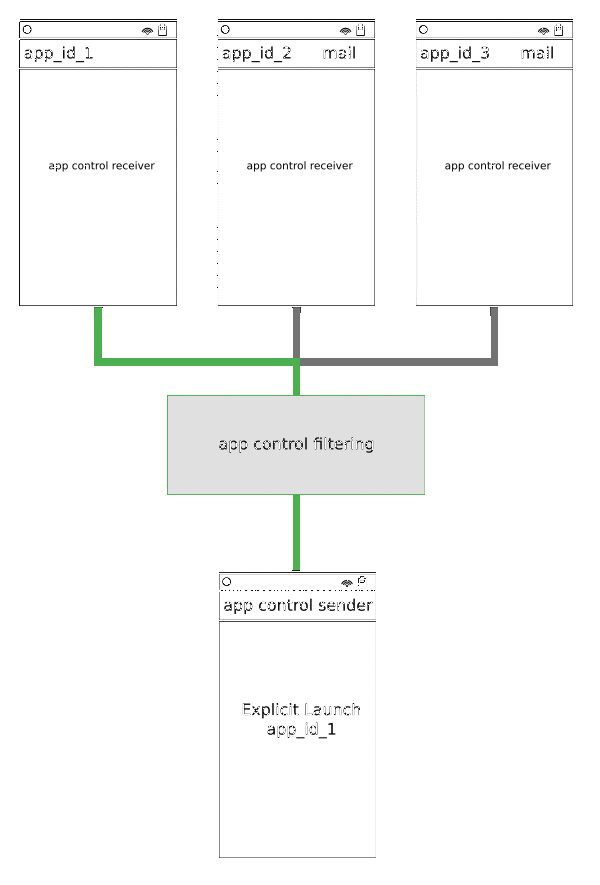 app_id_1
app_id_2 mail
app_id_3 mail
app control receiver
app control receiver
app control receiver
app control filtering
app control sender
Explicit Launch
app_id_1